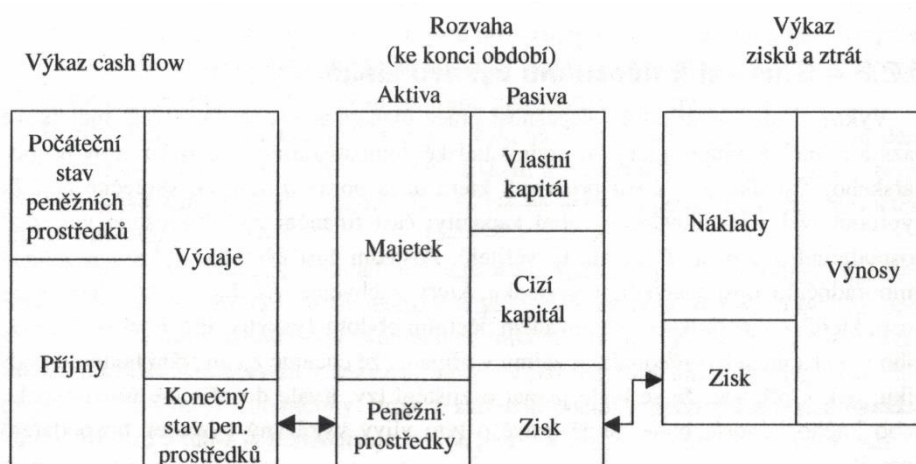 Výkaz cash flow
Rozvaha
(ke konci období)
Výkaz
zisků a ztrát
Aktiva
Pasiva
Počáteční
stav
peněžních
prostředků
Příjmy
Výdaje
Konečný
stav pen.
prostředků
Majetek
Peněžní
prostředky
Vlastní
kapitál
Cizí
kapitál
Zisk
Náklady
Zisk
Výnosy